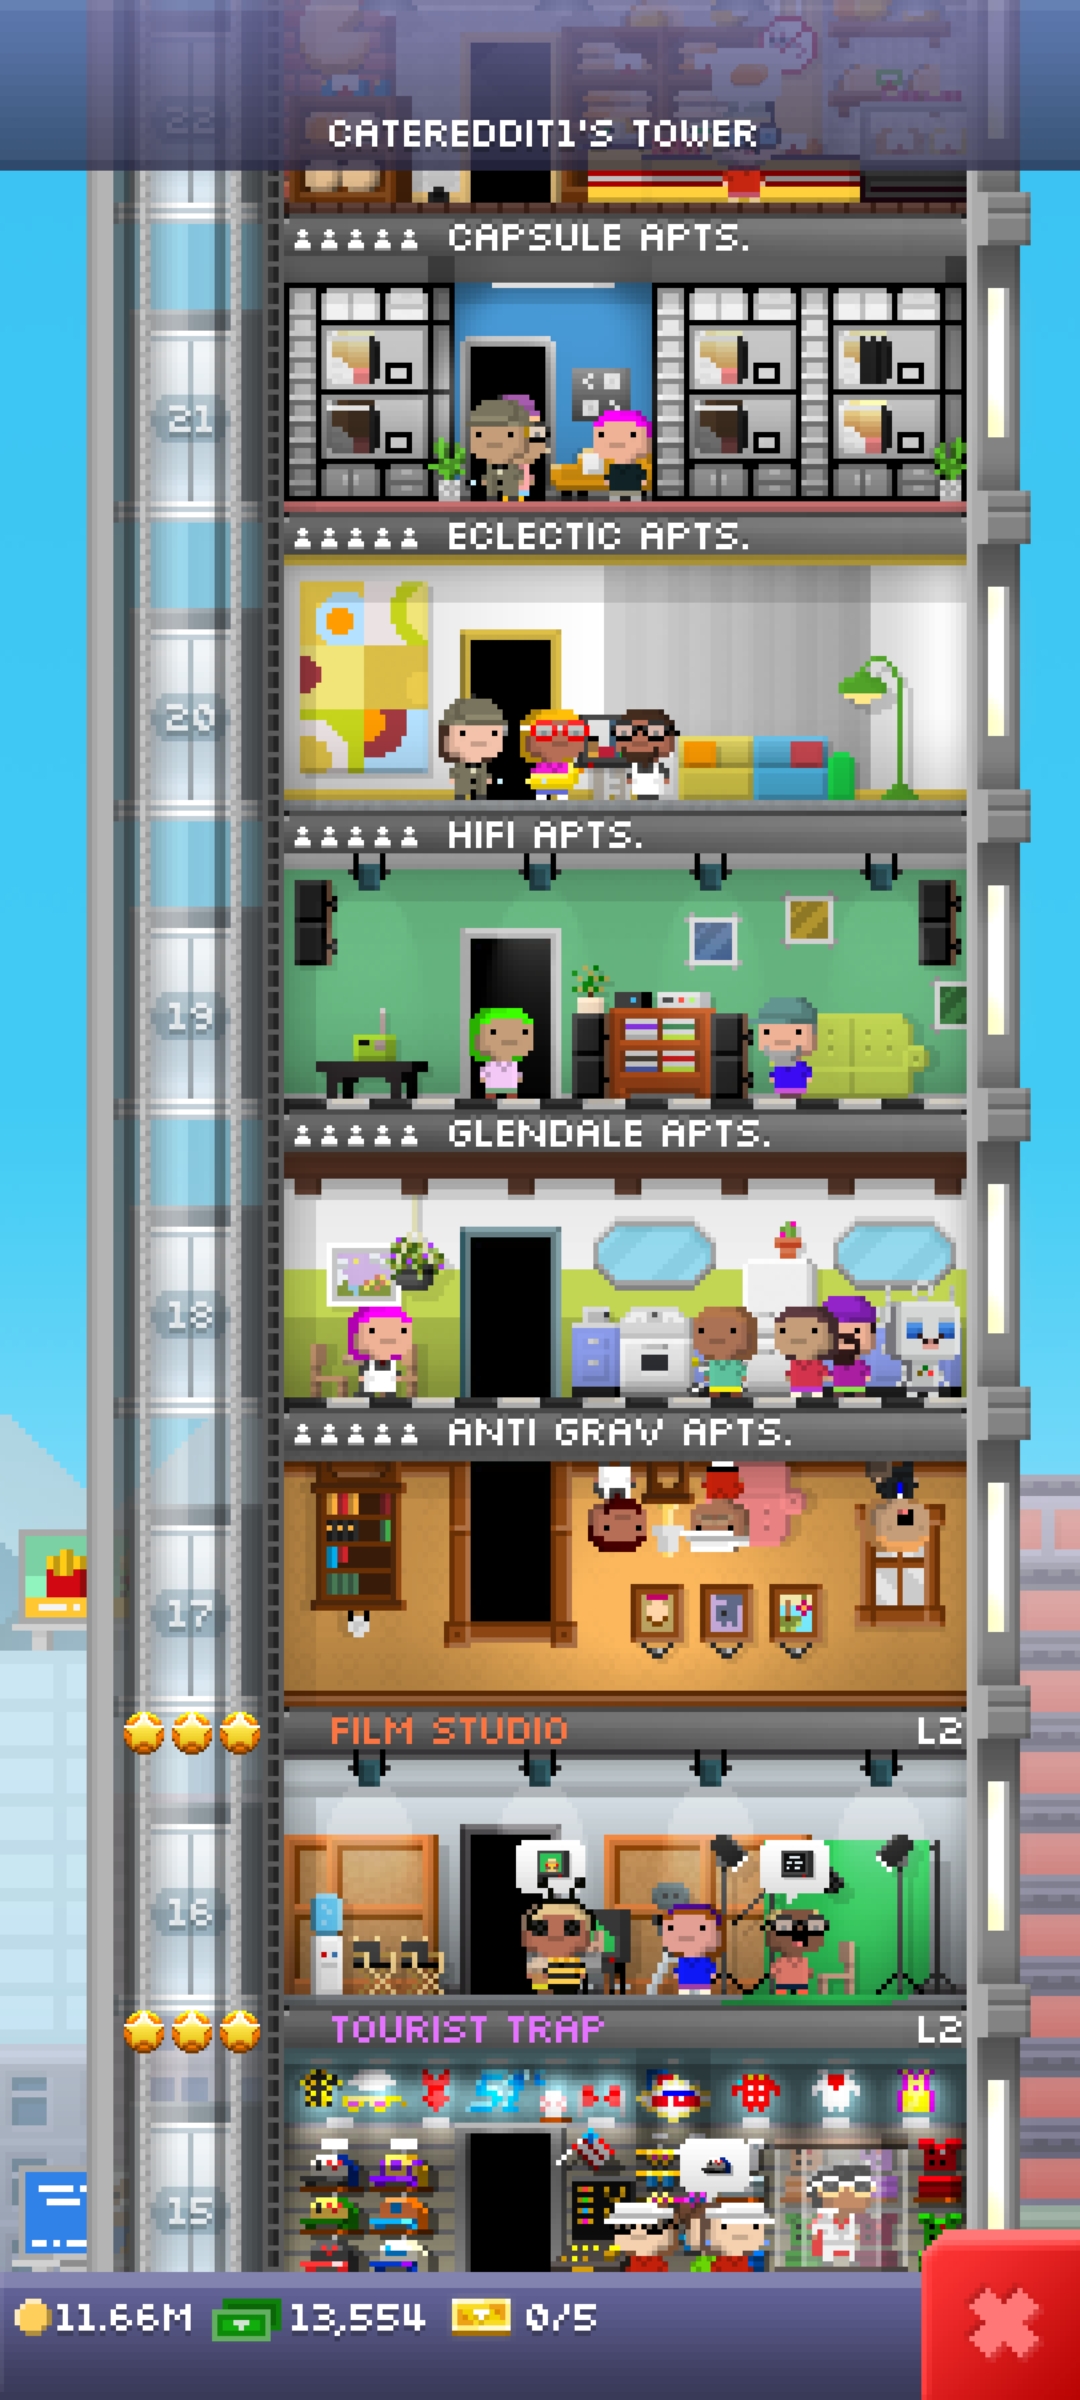 22
CATEREDDIT1'S TOWER
CAPSULE APTS.
21
ECLECTIC APTS.
20
HIFI APTS.
19
GLENDALE APTS.
18
ANTI GRAV APTS.
17
FILM STUDIO L2
16
TOURIST TRAP L2
15
11.66M 13,554 0/5